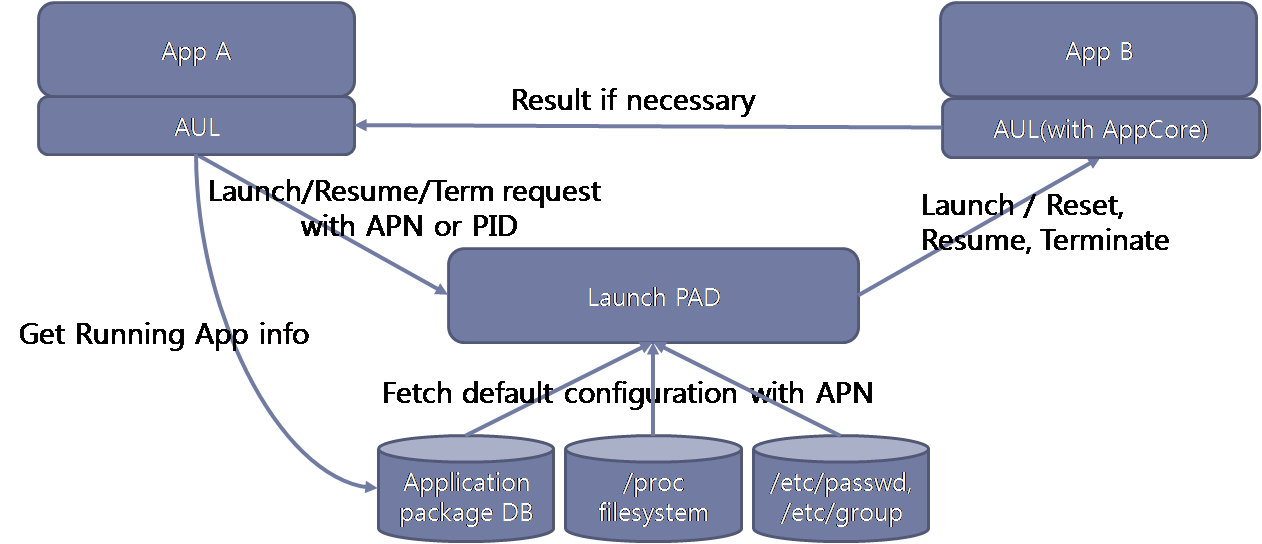 App A
App B
Result if necessary
AUL
AUL(with AppCore)
Launch/Resume/Term request
with APN or PID
Launch / Reset,
Resume, Terminate
Launch PAD
Get Running App info
Fetch default configuration with APN
Application
package DB
/proc
filesystem
/etc/passwd,
/etc/group